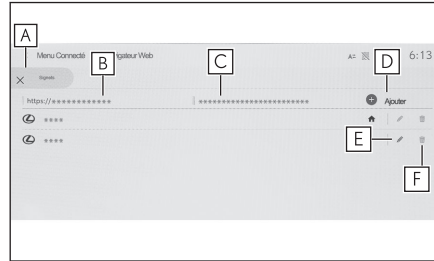 A
Menu Connecté
igateur Web
A
6:13
B
C
D
Signets
https://************
************************
Ajouter
****
****
E
F